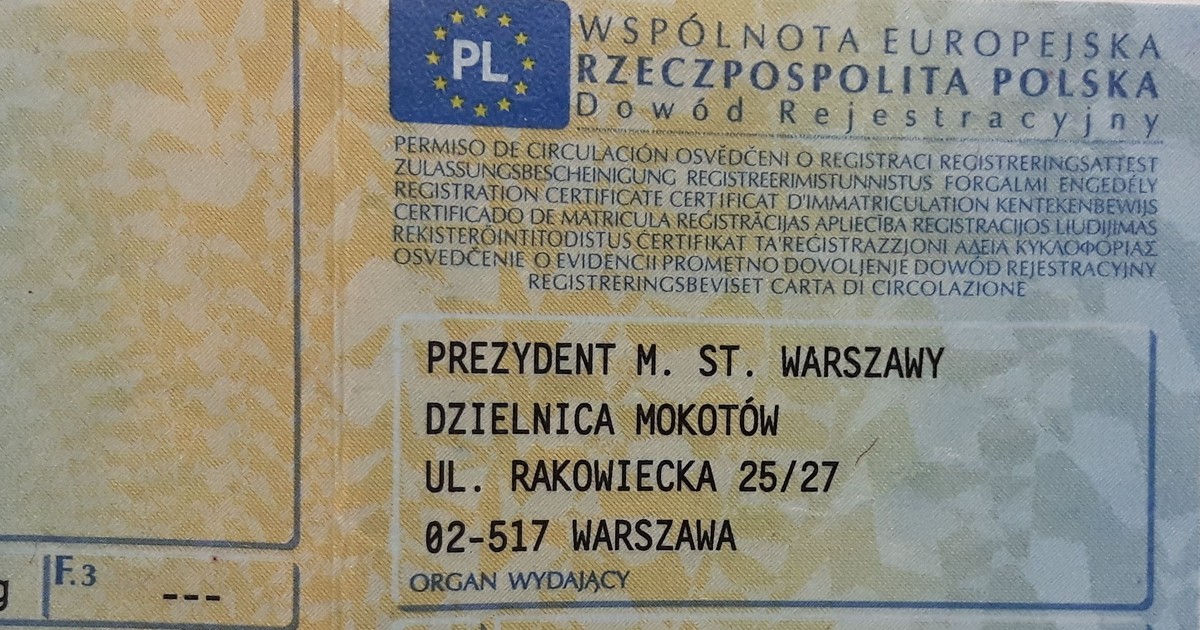 PL
WSPÓLNOTA EUROPEJSKA
RZECZPOSPOLITA POLSKA
Dowód Rejestracyjny
PERMISO DE CIRCULACIÓN OSVĚDČENI O REGISTRACI REGISTRERINGSATTEST
ZULASSUNGSBESCHEINIGUNG REGISTREERIMISTUNNISTUS FORGALMI ENGEDÉLY
REGISTRATION CERTIFICATE CERTIFICAT D'IMMATRICULATION KENTEKENBEWIJS
CERTIFICADO DE MATRICULA REGISTRĀCIJAS APLIECĪBA REGISTRACIJOS LIUDIJIMAS
REKISTERÖINTITODISTUS CERTIFIKAT TA'REĠISTRAZZJONI ΑΔΕΙΑ ΚΥΚΛΟΦΟΡΙΑΣ
OSVEDČENIE O EVIDENCII PROMETNO DOVOLJENJE DOWÓD REJESTRACYJNY
REGISTRERINGSBEVISET CARTA DI CIRCOLAZIONE
PREZYDENT M. ST. WARSZAWY
DZIELNICA MOKOTÓW
UL. RAKOWIECKA 25/27
02-517 WARSZAWA
ORGAN WYDAJĄCY
g
F.3
---